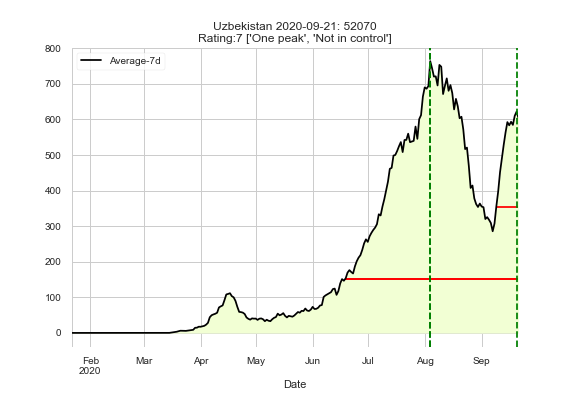 Uzbekistan 2020-09-21: 52070
Rating:7 ['One peak', 'Not in control']
800
Average-7d
700
600
500
400
300
200
100
0
Feb Mar Apr May Jun Jul Aug Sep
2020
Date